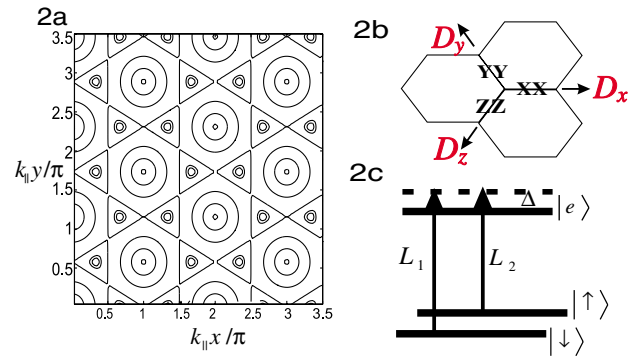 2a
3.5
3
2.5
2
1.5
1
0.5
0.5 1 1.5 2 2.5 3 3.5
k∥y/π
k∥x/π
2b
D_y
YY
XX
D_x
ZZ
D_z
2c
Δ
|e⟩
L_1
L_2
|↑⟩
|↓⟩